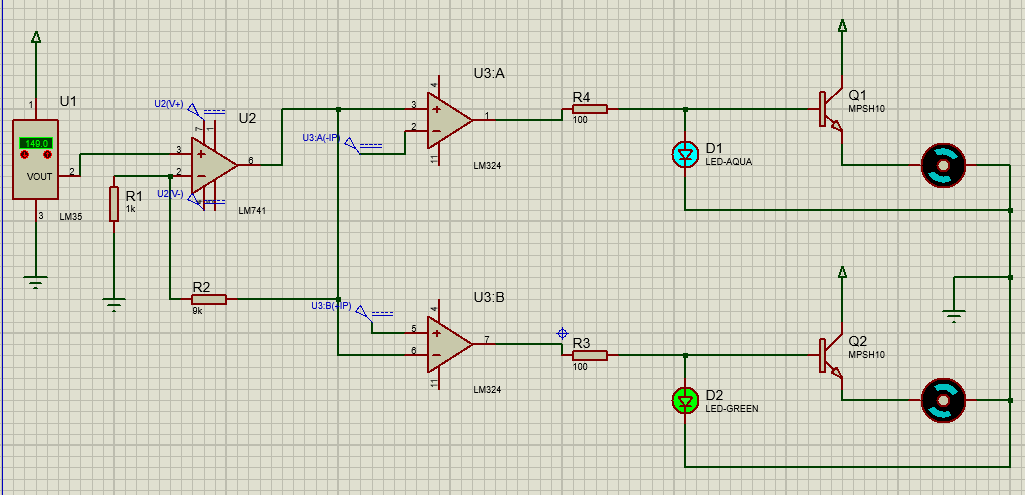 U1
1
149.0
VOUT
2
3
LM35
R1
1k
U2(V+)
U2
7
1
3
2
6
U2(V-)
LM741
R2
9k
U3:A
U3:A(-IP)
4
3
2
1
11
LM324
U3:B
U3:B(+IP)
4
5
6
7
11
LM324
R4
100
D1
LED-AQUA
Q1
MPSH10
R3
100
D2
LED-GREEN
Q2
MPSH10